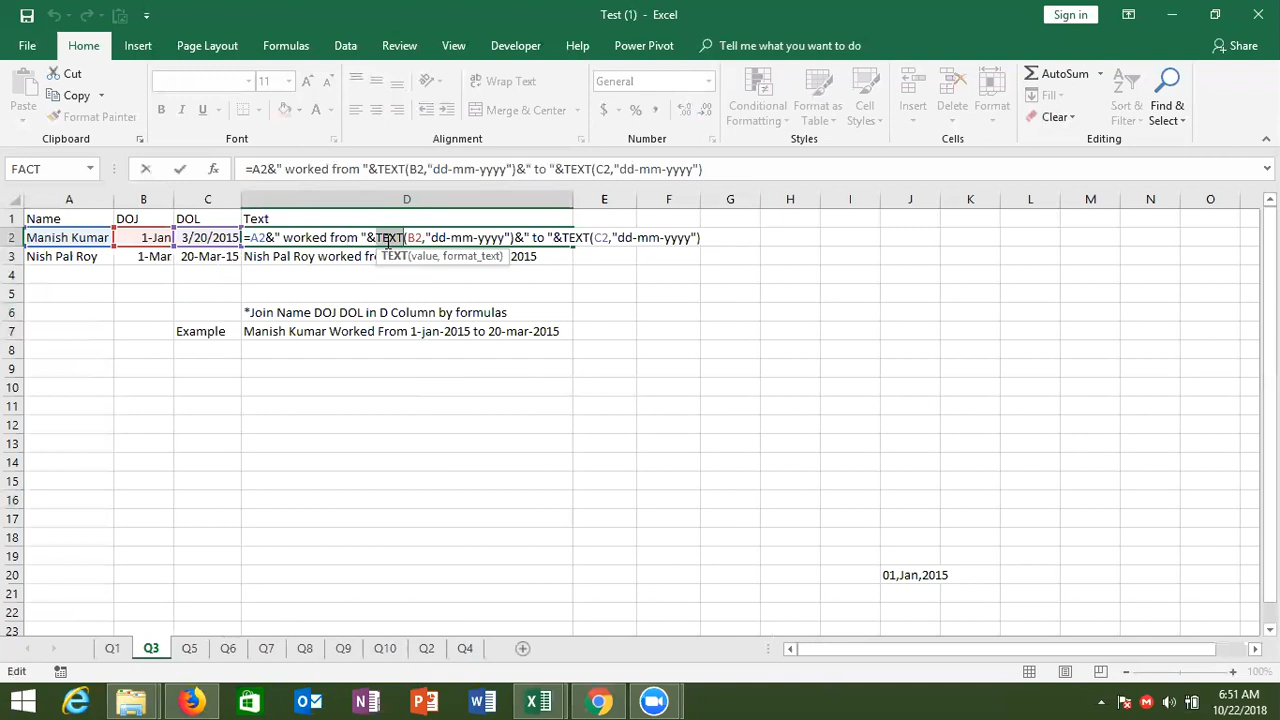 Test (1) - Excel
Sign in
File Home Insert Page Layout Formulas Data Review View Developer Help Power Pivot Tell me what you want to do Share
Paste
Cut
Copy
Format Painter
Clipboard
11
A A
B I U A
Font
Wrap Text
Merge & Center
Alignment
General
$ % ,
Number
Conditional Formatting
Format as Table
Cell Styles
Styles
Insert
Delete
Format
Cells
AutoSum
Fill
Clear
Sort & Filter
Find & Select
Editing
FACT
fx
=A2&" worked from "&TEXT(B2,"dd-mm-yyyy")&" to "&TEXT(C2,"dd-mm-yyyy")
A B C D E F G H I J K L M N O
1 Name DOJ DOL Text
2 Manish Kumar 1-Jan 3/20/2015 =A2&" worked from "&TEXT(B2,"dd-mm-yyyy")&" to "&TEXT(C2,"dd-mm-yyyy")
3 Nish Pal Roy 1-Mar 20-Mar-15 Nish Pal Roy worked 2015
TEXT(value, format_text)
4
5
6 *Join Name DOJ DOL in D Column by formulas
7 Example Manish Kumar Worked From 1-jan-2015 to 20-mar-2015
8
9
10
11
12
13
14
15
16
17
18
19
20 01,Jan,2015
21
22
23
Q1 Q3 Q5 Q6 Q7 Q8 Q9 Q10 Q2 Q4
Edit
100%
6:51 AM
10/22/2018